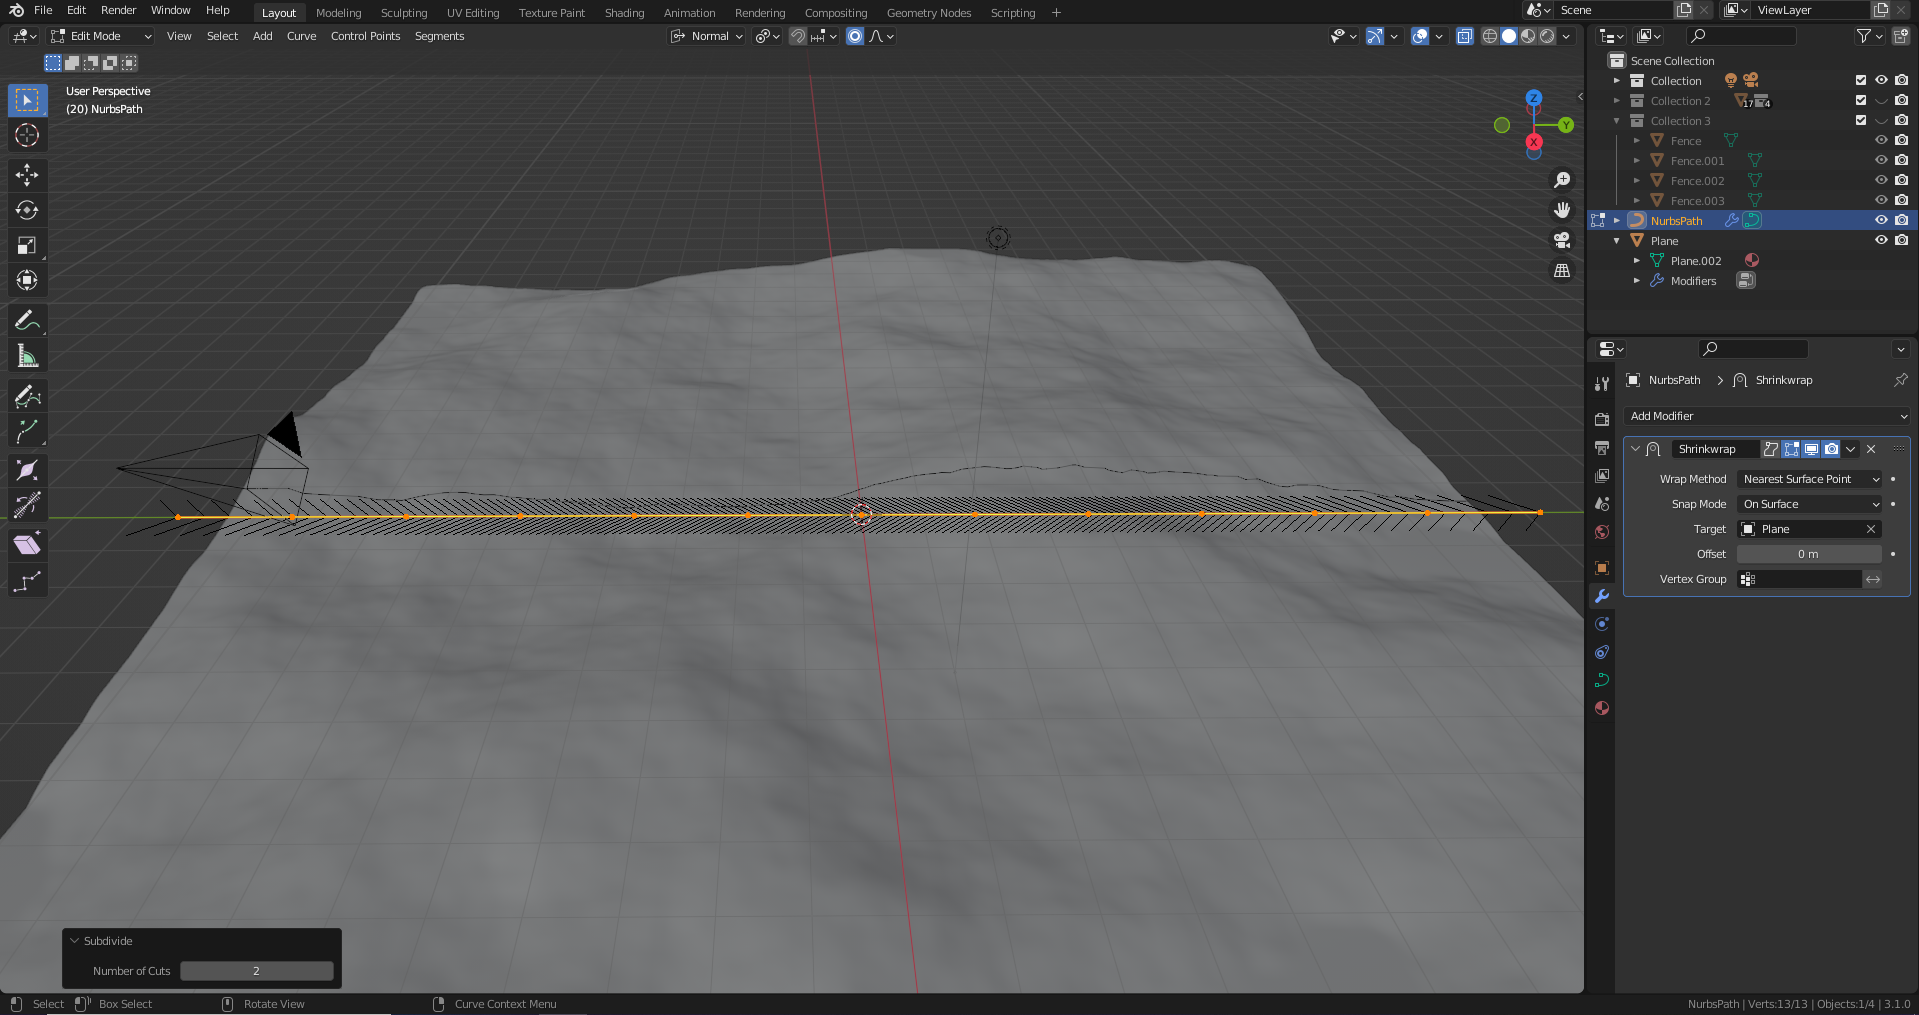 File Edit Render Window Help Layout Modeling Sculpting UV Editing Texture Paint Shading Animation Rendering Compositing Geometry Nodes Scripting + Scene ViewLayer
Edit Mode View Select Add Curve Control Points Segments Normal
User Perspective
(20) NurbsPath
Z
Y
X
Scene Collection
Collection
Collection 2 17 4
Collection 3
Fence
Fence.001
Fence.002
Fence.003
NurbsPath
Plane
Plane.002
Modifiers
NurbsPath > Shrinkwrap
Add Modifier
Shrinkwrap
Wrap Method Nearest Surface Point
Snap Mode On Surface
Target Plane
Offset 0 m
Vertex Group
Subdivide
Number of Cuts 2
Select Box Select Rotate View Curve Context Menu NurbsPath | Verts:13/13 | Objects:1/4 | 3.1.0